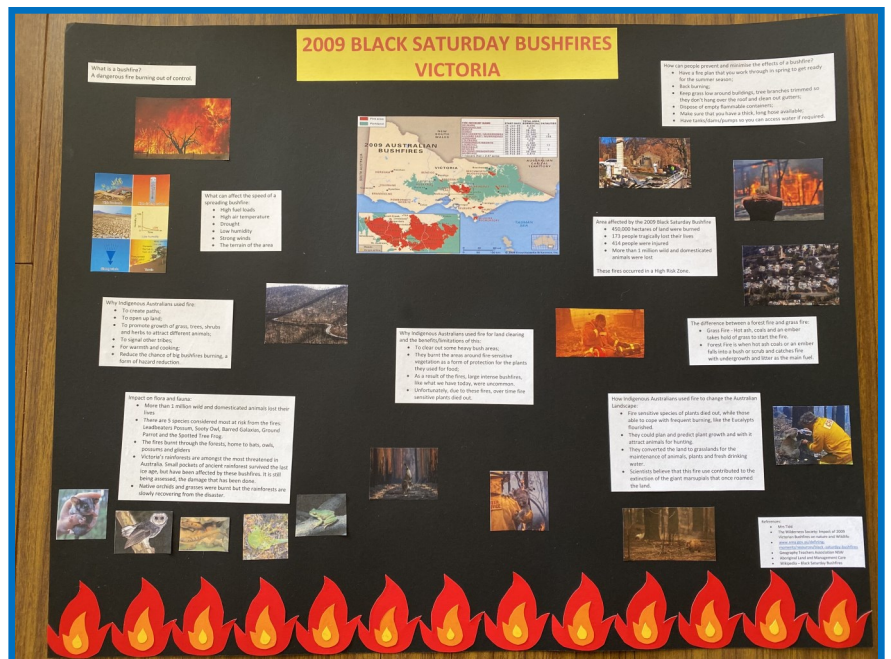 2009 BLACK SATURDAY BUSHFIRES
VICTORIA
What is a bushfire?
A dangerous fire burning out of control.
How can people prevent and minimise the effects of a bushfire?
• Have a fire plan that you work through in spring to get ready
for the summer season;
• Back burning;
• Keep grass low around buildings, tree branches trimmed so
they don't hang over the roof and clean out gutters;
• Dispose of empty flammable containers;
• Make sure that you have a thick, long hose available;
• Have tanks/dams/pumps so you can access water if required.
2009 AUSTRALIAN
BUSHFIRES
VICTORIA
What can affect the speed of a
spreading bushfire:
• High fuel loads
• High air temperature
• Drought
• Low humidity
• Strong winds
• The terrain of the area
Area affected by the 2009 Black Saturday Bushfire
• 450,000 hectares of land were burned
• 173 people tragically lost their lives
• 414 people were injured
• More than 1 million wild and domesticated
animals were lost
These fires occurred in a High Risk Zone.
Why Indigenous Australians used fire:
• To create paths;
• To open up land;
• To promote growth of grass, trees, shrubs
and herbs to attract different animals;
• To signal other tribes;
• For warmth and cooking;
• Reduce the chance of big bushfires burning, a
form of hazard reduction.
Why Indigenous Australians used fire for land clearing
and the benefits/limitations of this:
• To clear out some heavy bush areas;
• They burnt the areas around fire-sensitive
vegetation as a form of protection for the plants
they used for food;
• As a result of the fires, large intense bushfires,
like what we have today, were uncommon.
• Unfortunately, due to these fires, over time fire
sensitive plants died out.
The difference between a forest fire and grass fire:
• Grass Fire - Hot ash, coals and an ember
takes hold of grass to start the fire.
• Forest Fire is when hot ash coals or an ember
falls into a bush or scrub and catches fire
with undergrowth and litter as the main fuel.
Impact on flora and fauna:
• More than 1 million wild and domesticated animals lost their
lives
• There are 5 species considered most at risk from the fires:
Leadbeaters Possum, Sooty Owl, Barred Galaxias, Ground
Parrot and the Spotted Tree Frog.
• The fires burnt through the forests, home to bats, owls,
possums and gliders
• Victoria's rainforests are amongst the most threatened in
Australia. Small pockets of ancient rainforest survived the last
ice age, but have been affected by these bushfires. It is still
being assessed, the damage that has been done.
• Native orchids and grasses were burnt but the rainforests are
slowly recovering from the disaster.
How Indigenous Australians used fire to change the Australian
Landscape:
• Fire sensitive species of plants died out, while those
able to cope with frequent burning, like the Eucalypts
flourished.
• They could plan and predict plant growth and with it
attract animals for hunting.
• They converted the land to grasslands for the
maintenance of animals, plants and fresh drinking
water.
• Scientists believe that this fire use contributed to the
extinction of the giant marsupials that once roamed
the land.
• The Wilderness Society, Impact of 2009
Victorian Bushfires on nature and Wildlife
• Geography Teachers Association NSW
• Aboriginal Land and Management Care
• Wikipedia – Black Saturday Bushfires